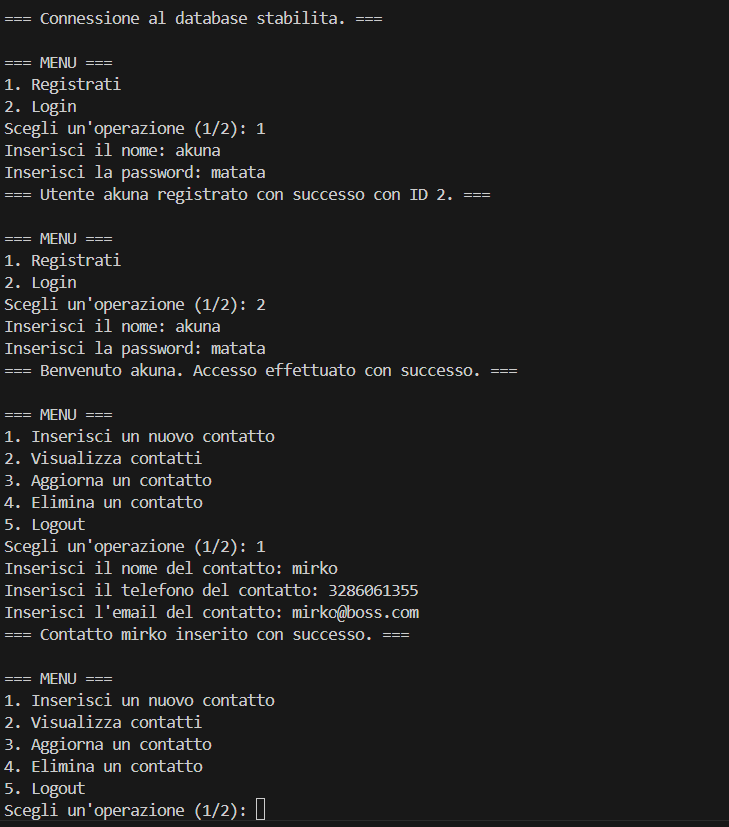 === Connessione al database stabilita. ===
=== MENU ===
1. Registrati
2. Login
Scegli un'operazione (1/2): 1
Inserisci il nome: akuna
Inserisci la password: matata
=== Utente akuna registrato con successo con ID 2. ===
=== MENU ===
1. Registrati
2. Login
Scegli un'operazione (1/2): 2
Inserisci il nome: akuna
Inserisci la password: matata
=== Benvenuto akuna. Accesso effettuato con successo. ===
=== MENU ===
1. Inserisci un nuovo contatto
2. Visualizza contatti
3. Aggiorna un contatto
4. Elimina un contatto
5. Logout
Scegli un'operazione (1/2): 1
Inserisci il nome del contatto: mirko
Inserisci il telefono del contatto: 3286061355
Inserisci l'email del contatto: mirko@boss.com
=== Contatto mirko inserito con successo. ===
=== MENU ===
1. Inserisci un nuovo contatto
2. Visualizza contatti
3. Aggiorna un contatto
4. Elimina un contatto
5. Logout
Scegli un'operazione (1/2):